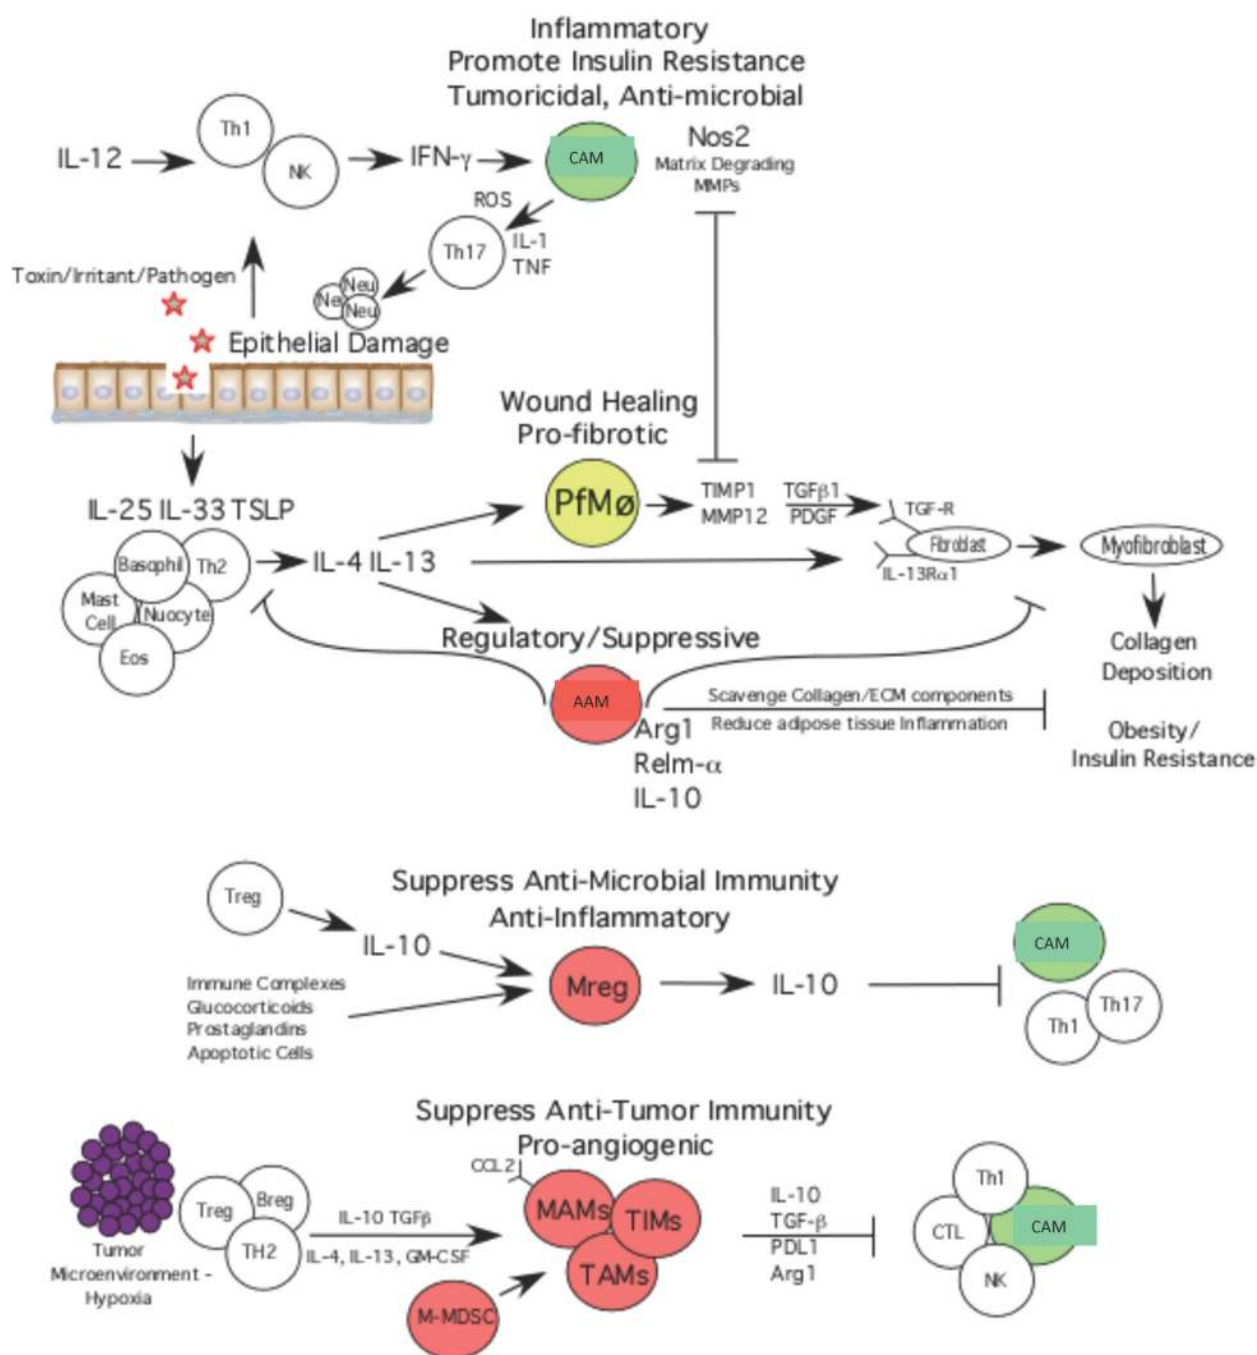 Inflammatory
Promote Insulin Resistance
Tumoricidal, Anti-microbial
IL-12
Th1
NK
IFN-γ
CAM
Nos2
Matrix Degrading
MMPs
ROS
Th17
IL-1
TNF
Toxin/Irritant/Pathogen
Neu
Neu
Epithelial Damage
Wound Healing
Pro-fibrotic
IL-25 IL-33 TSLP
PfMø
TIMP1
MMP12
TGFβ1
PDGF
TGF-R
Fibroblast
IL-13Rα1
Myofibroblast
Basophil
Th2
Mast
Cell
Nuocyte
Eos
IL-4 IL-13
Regulatory/Suppressive
AAM
Arg1
Relm-α
IL-10
Scavenge Collagen/ECM components
Reduce adipose tissue Inflammation
Collagen
Deposition
Obesity/
Insulin Resistance
Treg
Suppress Anti-Microbial Immunity
Anti-Inflammatory
IL-10
Immune Complexes
Glucocorticoids
Prostaglandins
Apoptotic Cells
Mreg
IL-10
CAM
Th1
Th17
Suppress Anti-Tumor Immunity
Pro-angiogenic
Tumor
Microenvironment -
Hypoxia
Treg
Breg
TH2
IL-10 TGFβ
IL-4, IL-13, GM-CSF
CCL2
MAMs
TIMs
TAMs
M-MDSC
IL-10
TGF-β
PDL1
Arg1
Th1
CTL
CAM
NK